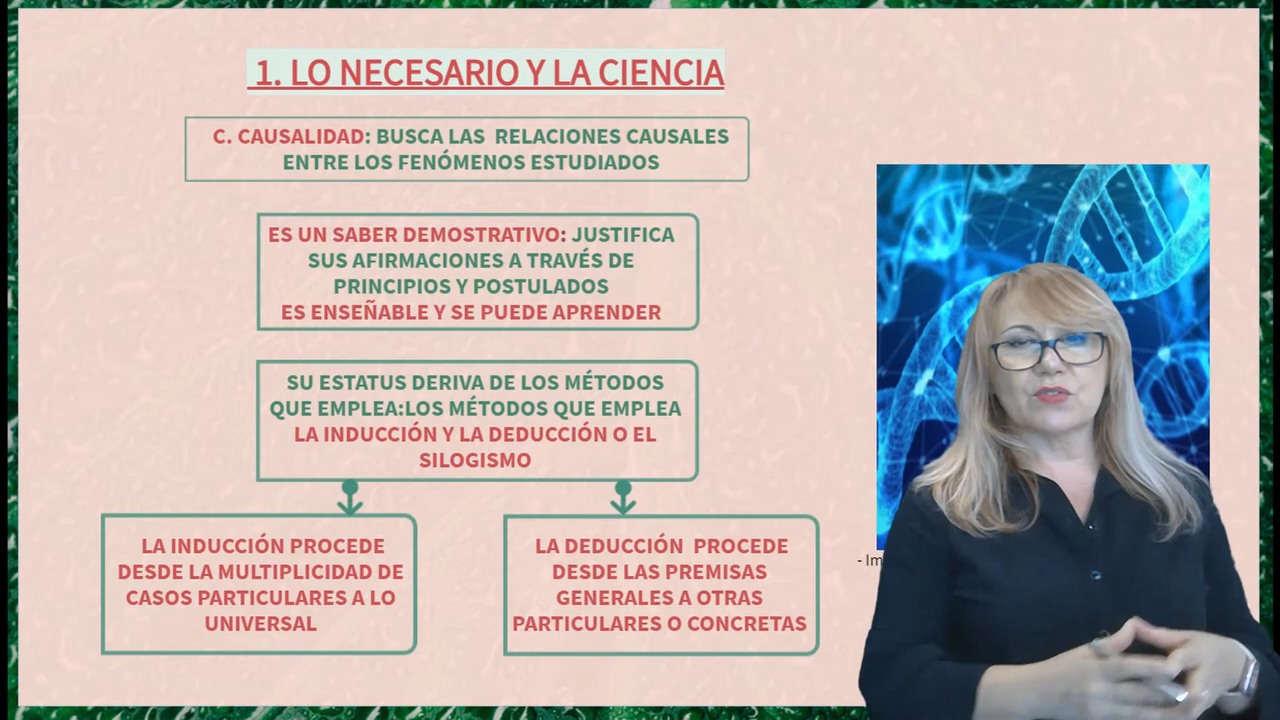 1. LO NECESARIO Y LA CIENCIA
C. CAUSALIDAD: BUSCA LAS RELACIONES CAUSALES
ENTRE LOS FENÓMENOS ESTUDIADOS
ES UN SABER DEMOSTRATIVO: JUSTIFICA
SUS AFIRMACIONES A TRAVÉS DE
PRINCIPIOS Y POSTULADOS
ES ENSEÑABLE Y SE PUEDE APRENDER
SU ESTATUS DERIVA DE LOS MÉTODOS
QUE EMPLEA:LOS MÉTODOS QUE EMPLEA
LA INDUCCIÓN Y LA DEDUCCIÓN O EL
SILOGISMO
LA INDUCCIÓN PROCEDE
DESDE LA MULTIPLICIDAD DE
CASOS PARTICULARES A LO
UNIVERSAL
LA DEDUCCIÓN PROCEDE
DESDE LAS PREMISAS
GENERALES A OTRAS
PARTICULARES O CONCRETAS